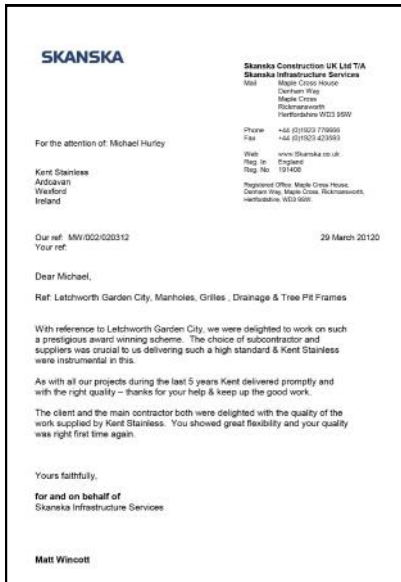 SKANSKA
Skanska Construction UK Ltd T/A
Skanska Infrastructure Services
Mail Maple Cross House
Denham Way
Maple Cross
Rickmansworth
Hertfordshire WD3 9SW
Phone +44 (0)1923
Fax +44 (0)1923
Web www.Skanska.co.uk
Reg. In England
Reg. No 191408
Registered Office: Maple Cross House,
Denham Way, Maple Cross, Rickmansworth,
Hertfordshire, WD3 9SW.
For the attention of: Michael Hurley
Kent Stainless
Ardcavan
Wexford
Ireland
Our ref: MW/002/020312
29 March 20120
Your ref:
Dear Michael,
Ref: Letchworth Garden City, Manholes, Grilles , Drainage & Tree Pit Frames
With reference to Letchworth Garden City, we were delighted to work on such
a prestigious award winning scheme. The choice of subcontractor and
suppliers was crucial to us delivering such a high standard & Kent Stainless
were instrumental in this.
As with all our projects during the last 5 years Kent delivered promptly and
with the right quality – thanks for your help & keep up the good work.
The client and the main contractor both were delighted with the quality of the
work supplied by Kent Stainless. You showed great flexibility and your quality
was right first time again.
Yours faithfully,
for and on behalf of
Skanska Infrastructure Services
Matt Wincott